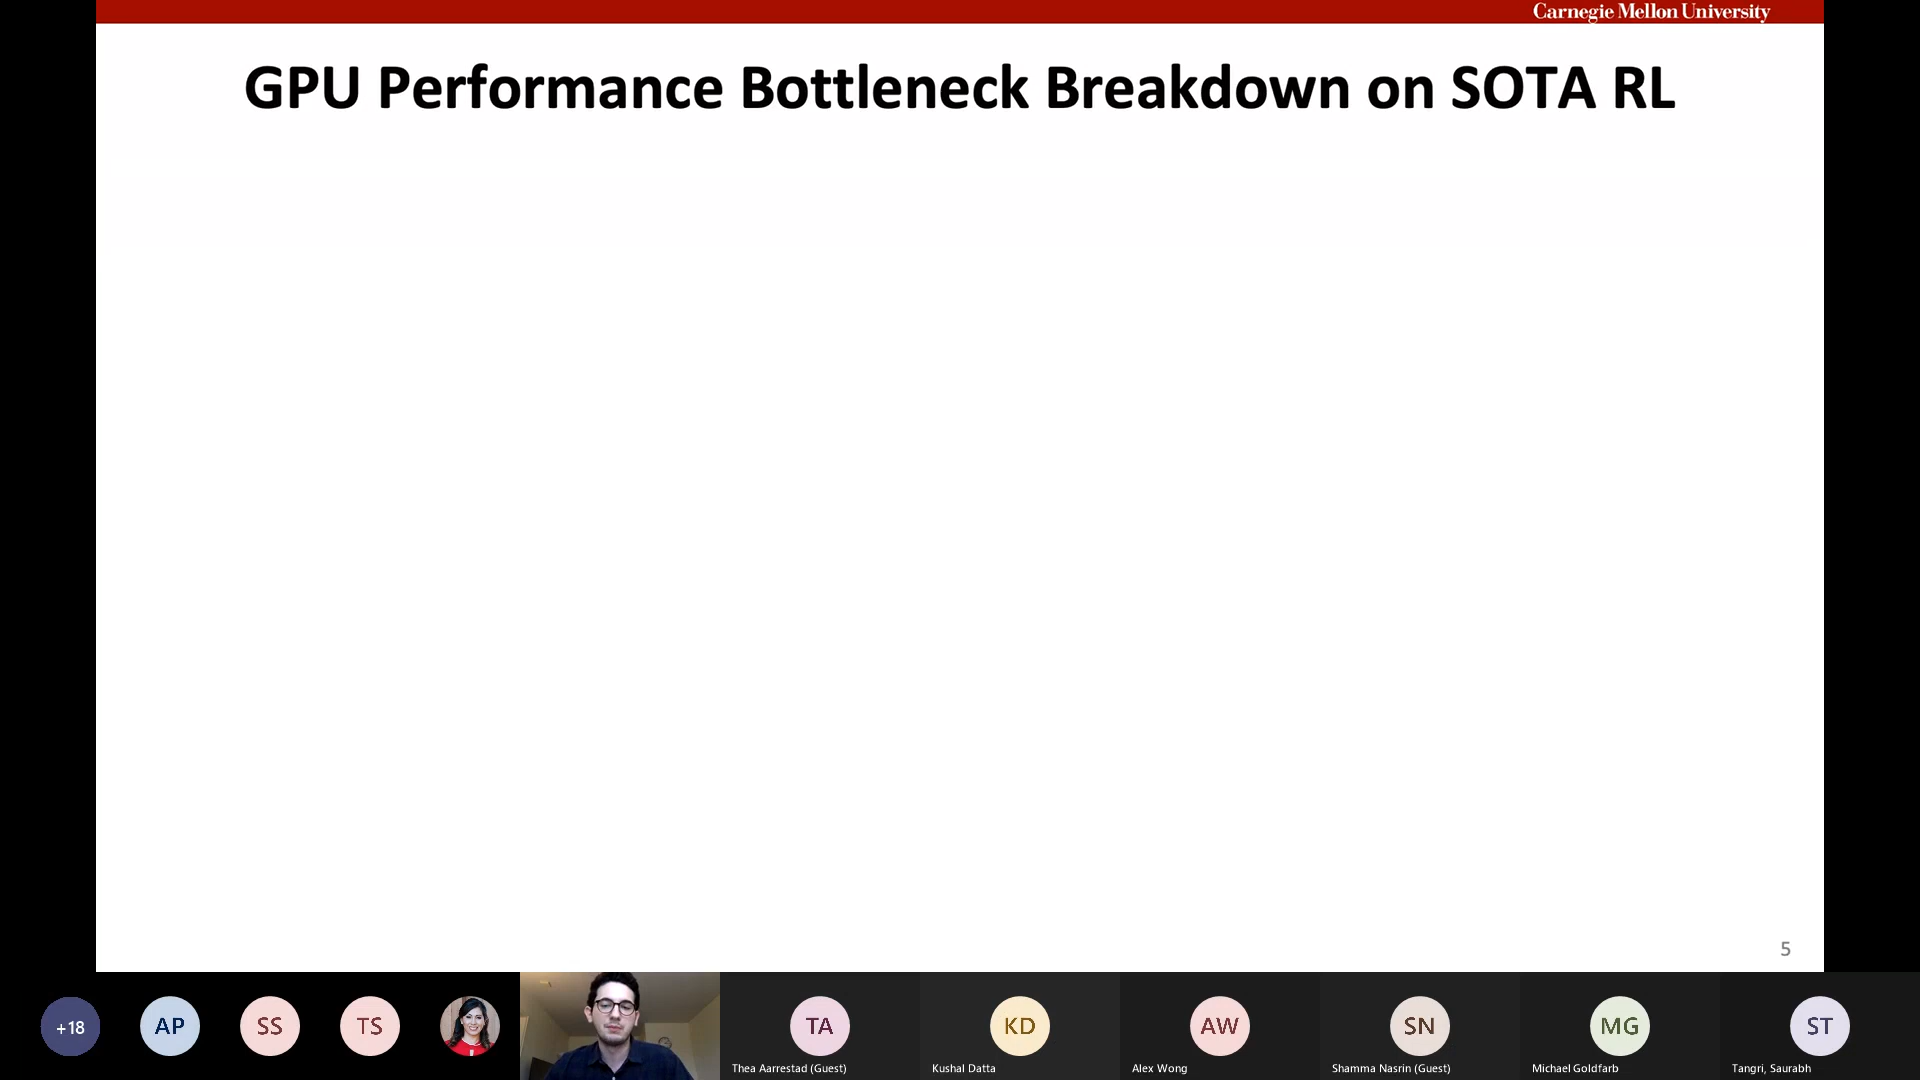 Carnegie Mellon University
GPU Performance Bottleneck Breakdown on SOTA RL
5
+18
AP
SS
TS
TA
KD
AW
SN
MG
ST
Thea Aarrestad (Guest)
Kushal Datta
Alex Wong
Shamma Nasrin (Guest)
Michael Goldfarb
Tangri, Saurabh